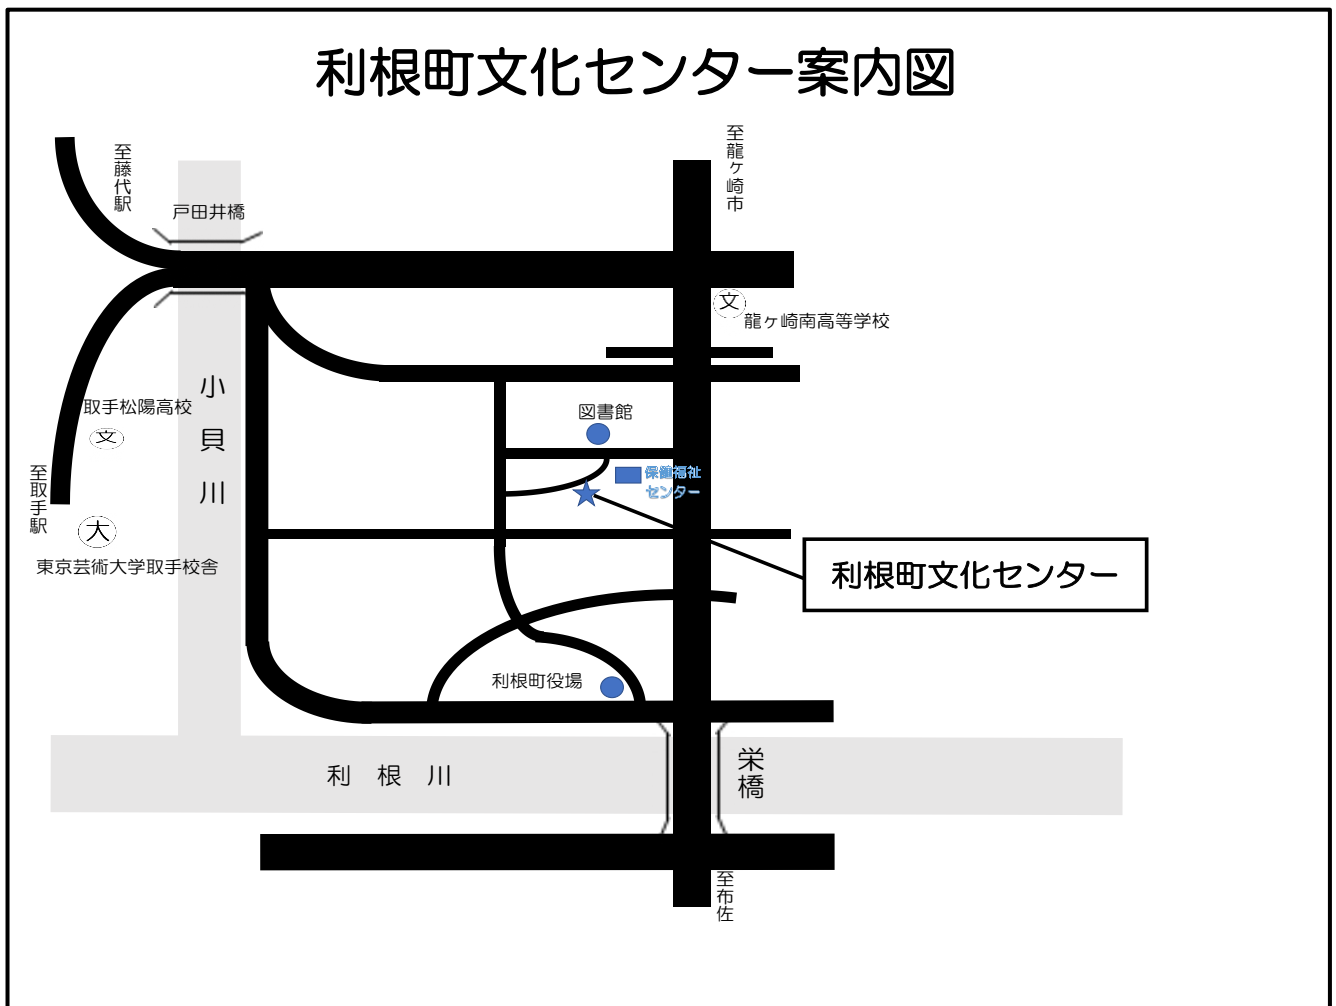 利根町文化センター案内図
至藤代駅
至龍ヶ崎市
戸田井橋
文
龍ヶ崎南高等学校
小貝川
取手松陽高校
文
図書館
至取手駅
保健福祉
センター
大
東京芸術大学取手校舎
利根町文化センター
利根町役場
利根川
栄橋
至布佐